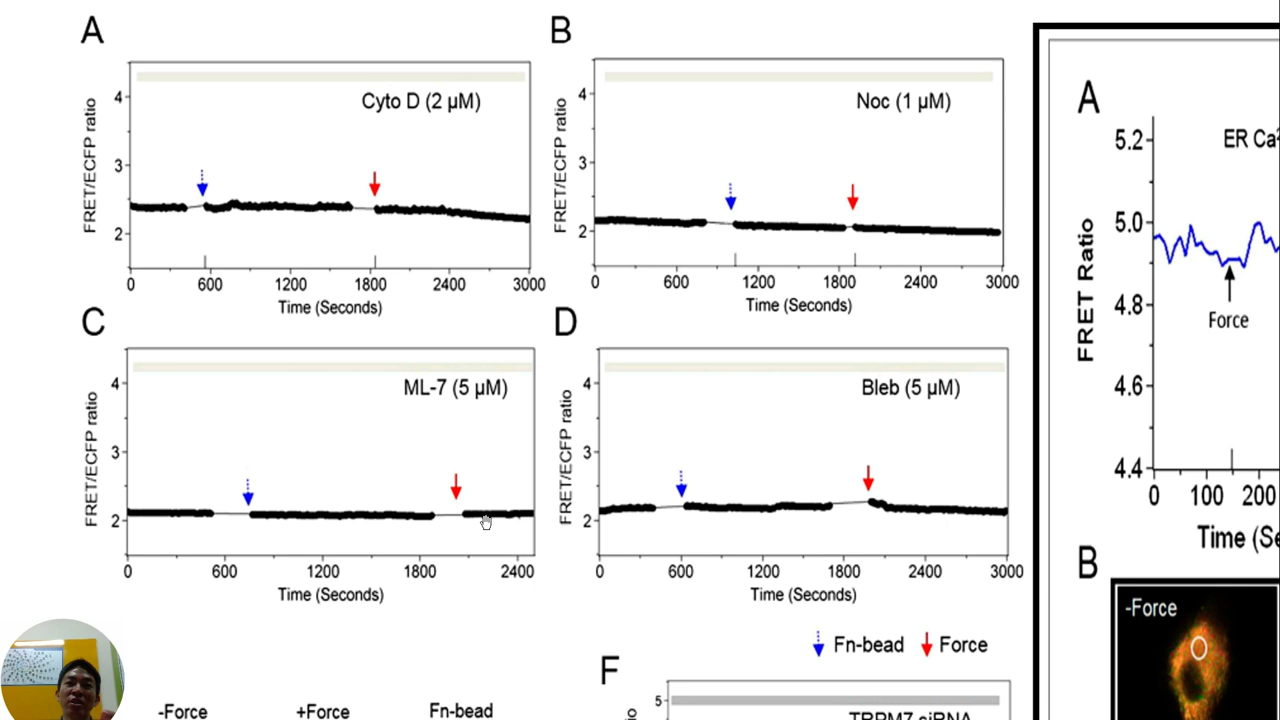 A
FRET/ECFP ratio
4
3
2
Cyto D (2 µM)
0 600 1200 1800 2400 3000
Time (Seconds)
B
FRET/ECFP ratio
4
3
2
Noc (1 µM)
0 600 1200 1800 2400 3000
Time (Seconds)
C
FRET/ECFP ratio
4
3
2
ML-7 (5 µM)
0 600 1200 1800 2400
Time (Seconds)
D
FRET/ECFP ratio
4
3
2
Bleb (5 µM)
0 600 1200 1800 2400 3000
Time (Seconds)
Fn-bead Force
-Force +Force Fn-bead
F
5
TRPM7 siRNA
A
FRET Ratio
5.2
5.0
4.8
4.6
4.4
ER Ca²
Force
0 100 200
Time (Se
B
-Force